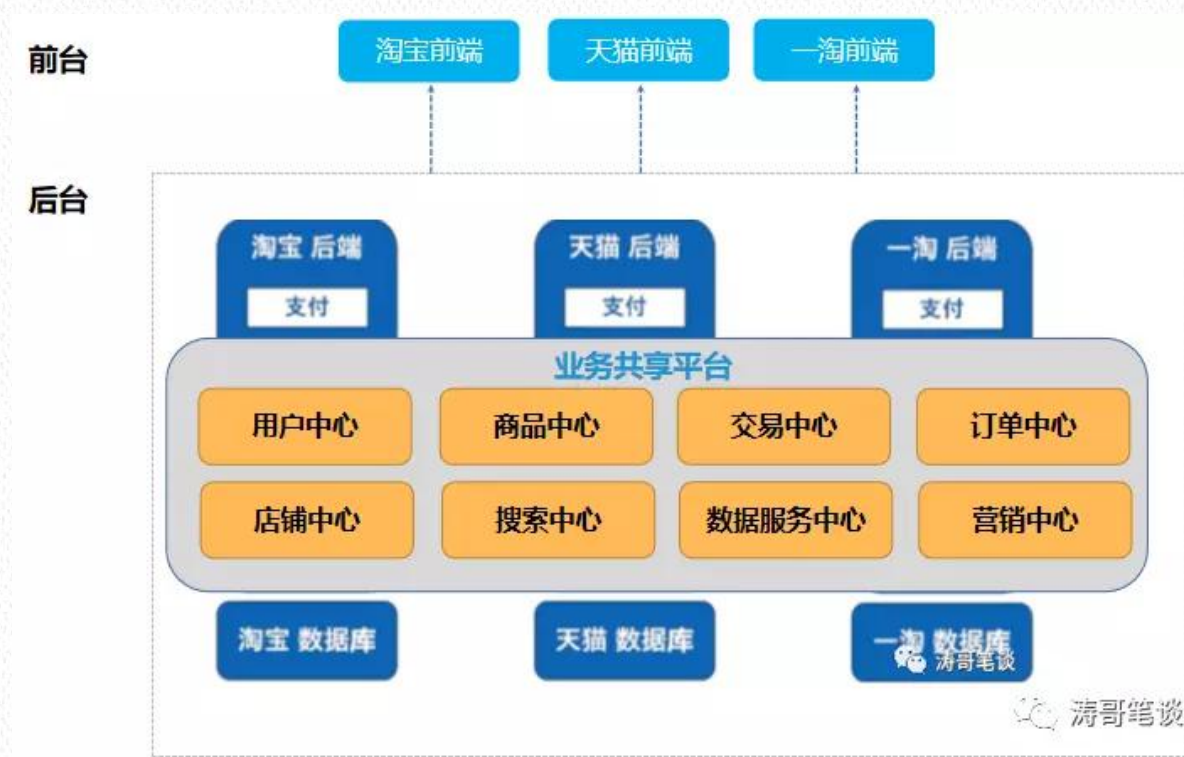 前台
淘宝前端
天猫前端
一淘前端
后台
淘宝 后端
天猫 后端
一淘 后端
支付
支付
支付
业务共享平台
用户中心
商品中心
交易中心
订单中心
店铺中心
搜索中心
数据服务中心
营销中心
淘宝 数据库
天猫 数据库
一淘 数据库
涛哥笔谈
涛哥笔谈